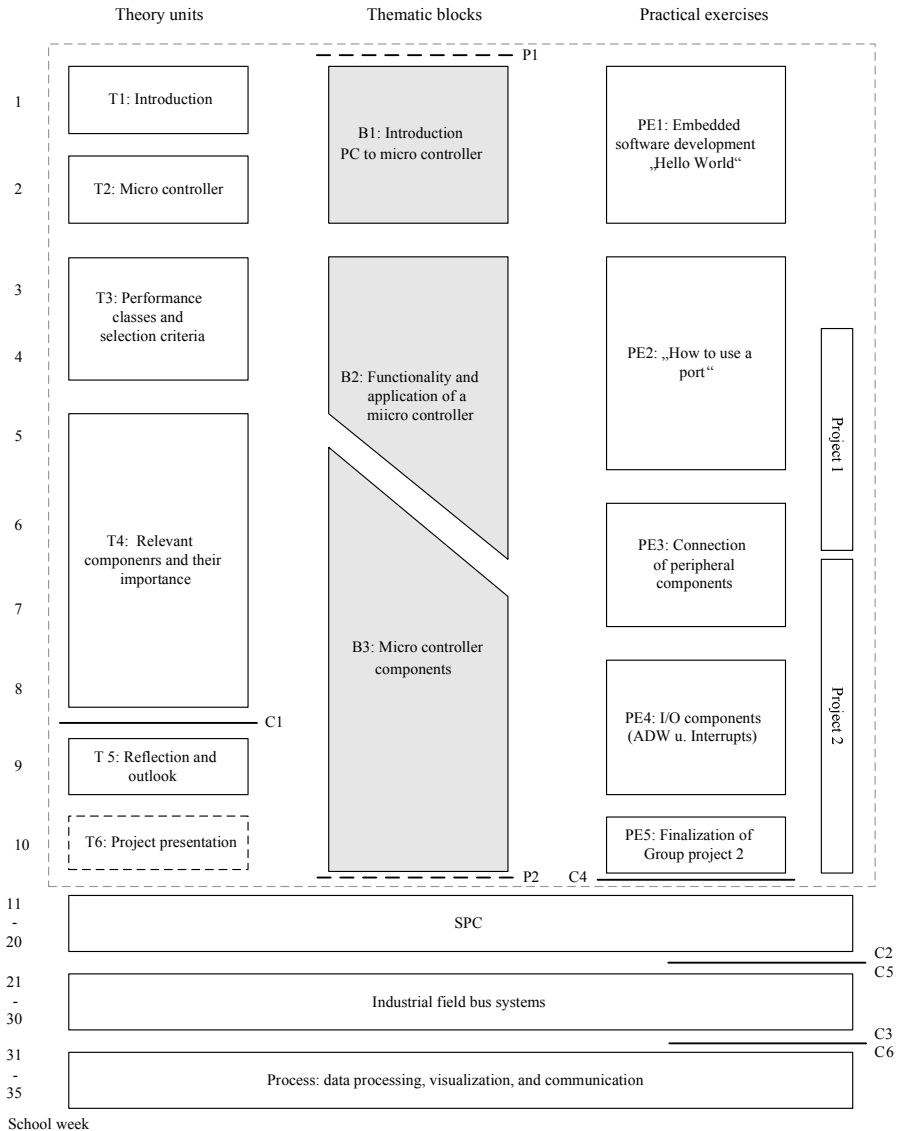 Theory units
Thematic blocks
Practical exercises
P1
1
T1: Introduction
B1: Introduction
PC to micro controller
PE1: Embedded
software development
„Hello World“
2
T2: Micro controller
3
T3: Performance
classes and
selection criteria
4
B2: Functionality and
application of a
miicro controller
PE2: „How to use a
port“
Project 1
5
6
T4: Relevant
componenrs and their
importance
PE3: Connection
of peripheral
components
7
B3: Micro controller
components
8
PE4: I/O components
(ADW u. Interrupts)
Project 2
C1
9
T 5: Reflection and
outlook
10
T6: Project presentation
PE5: Finalization of
Group project 2
P2
C4
11
-
20
SPC
C2
C5
21
-
30
Industrial field bus systems
C3
C6
31
-
35
Process: data processing, visualization, and communication
School week